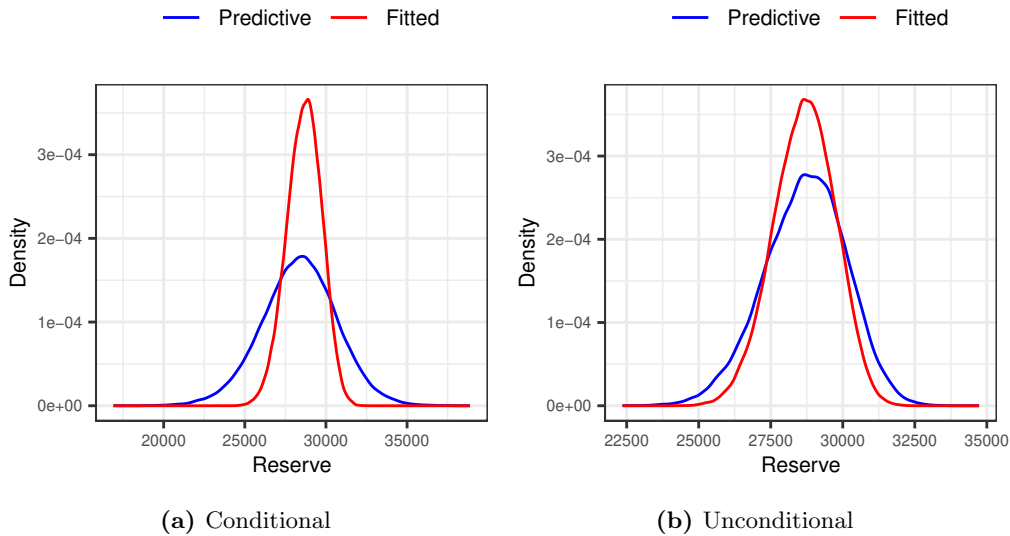 Predictive Fitted
Density
3e−04
2e−04
1e−04
0e+00
20000 25000 30000 35000
Reserve
(a) Conditional
Predictive Fitted
Density
3e−04
2e−04
1e−04
0e+00
22500 25000 27500 30000 32500 35000
Reserve
(b) Unconditional